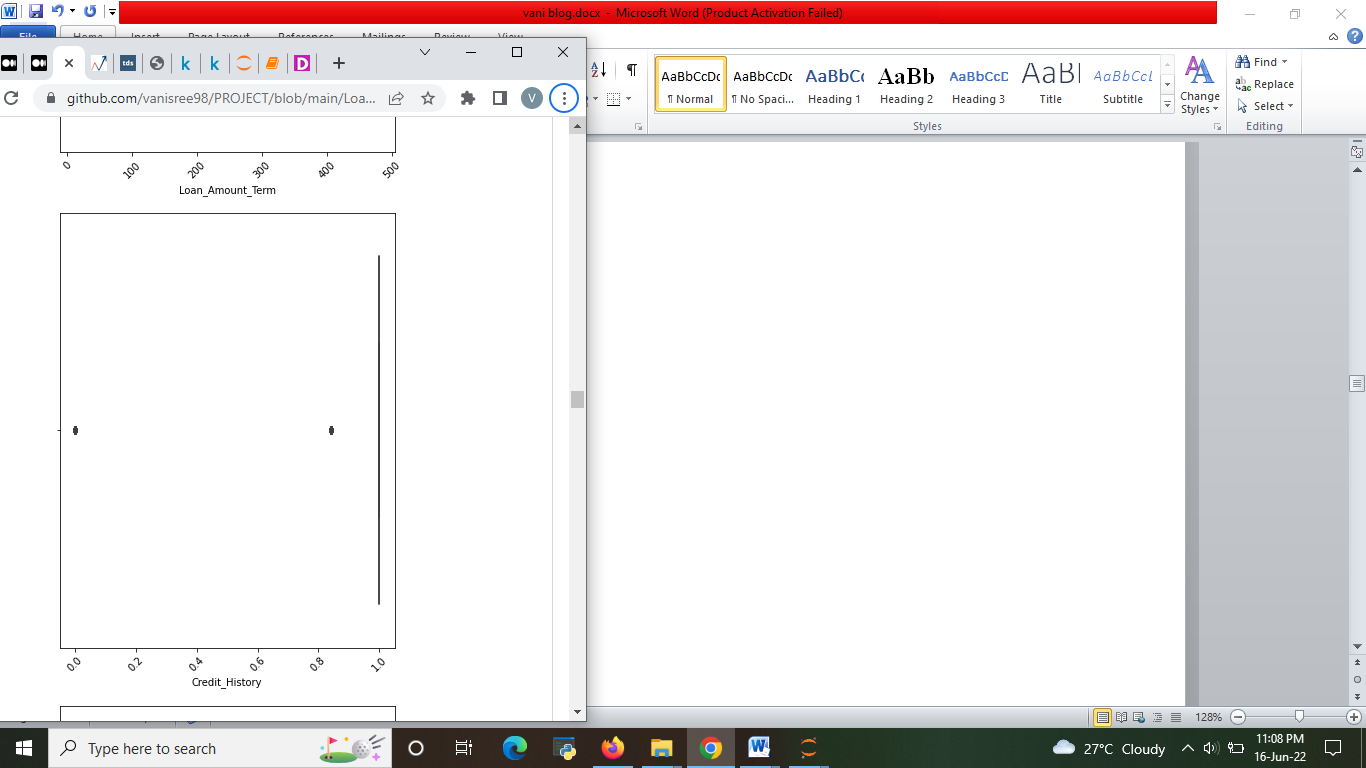 vani blog.docx - Microsoft Word (Product Activation Failed)
File Home Insert Page Layout References Mailings Review View
tds k k D
github.com/vanisree98/PROJECT/blob/main/Loa... V
AaBbCcDc AaBbCcDc AaBbCc AaBb AaBbCcD AaB AaBbCcL
¶ Normal ¶ No Spaci... Heading 1 Heading 2 Heading 3 Title Subtitle
Change Styles
Styles
Find
Replace
Select
Editing
0 100 200 300 400 500
Loan_Amount_Term
0.0 0.2 0.4 0.6 0.8 1.0
Credit_History
128%
Type here to search
27°C Cloudy
11:08 PM
16-Jun-22